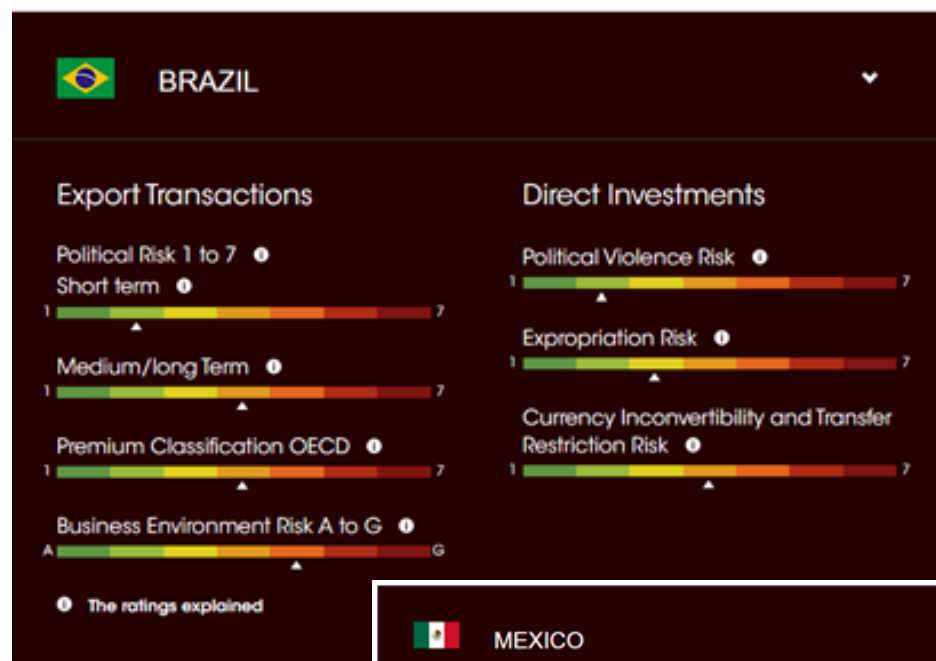 BRAZIL
Export Transactions
Political Risk 1 to 7
Short term
1 7
Medium/long Term
1 7
Premium Classification OECD
1 7
Business Environment Risk A to G
A G
The ratings explained
Direct Investments
Political Violence Risk
1 7
Expropriation Risk
1 7
Currency Inconvertibility and Transfer
Restriction Risk
1 7
MEXICO